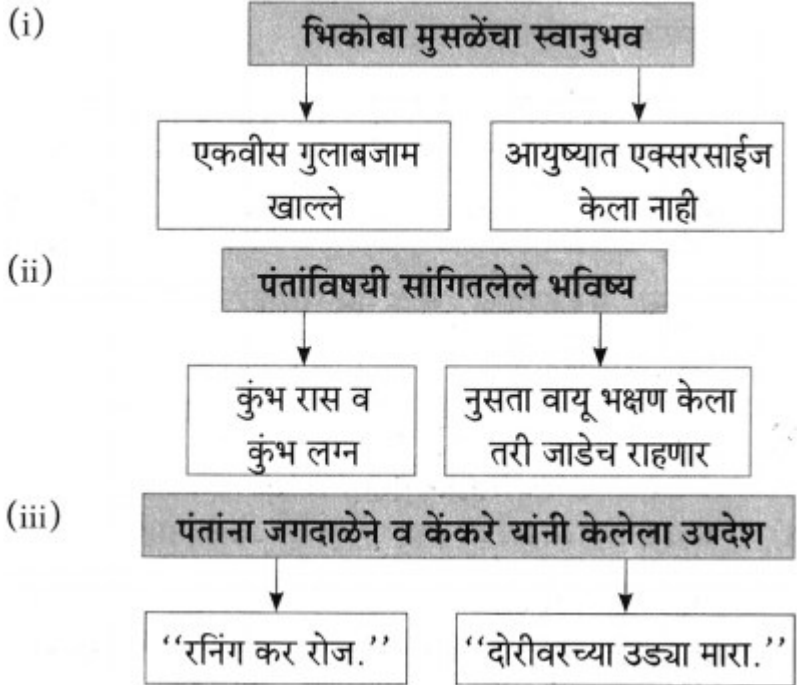 (i)
भिकोबा मुसळेंचा स्वानुभव
एकवीस गुलाबजाम
खाल्ले
आयुष्यात एक्सरसाईज
केला नाही
(ii)
पंतांविषयी सांगितलेले भविष्य
कुंभ रास व
कुंभ लग्न
नुसता वायू भक्षण केला
तरी जाडेच राहणार
(iii)
पंतांना जगदाळेने व केंकरे यांनी केलेला उपदेश
‘‘रनिंग कर रोज.’’
‘‘दोरीवरच्या उड्या मारा.’’